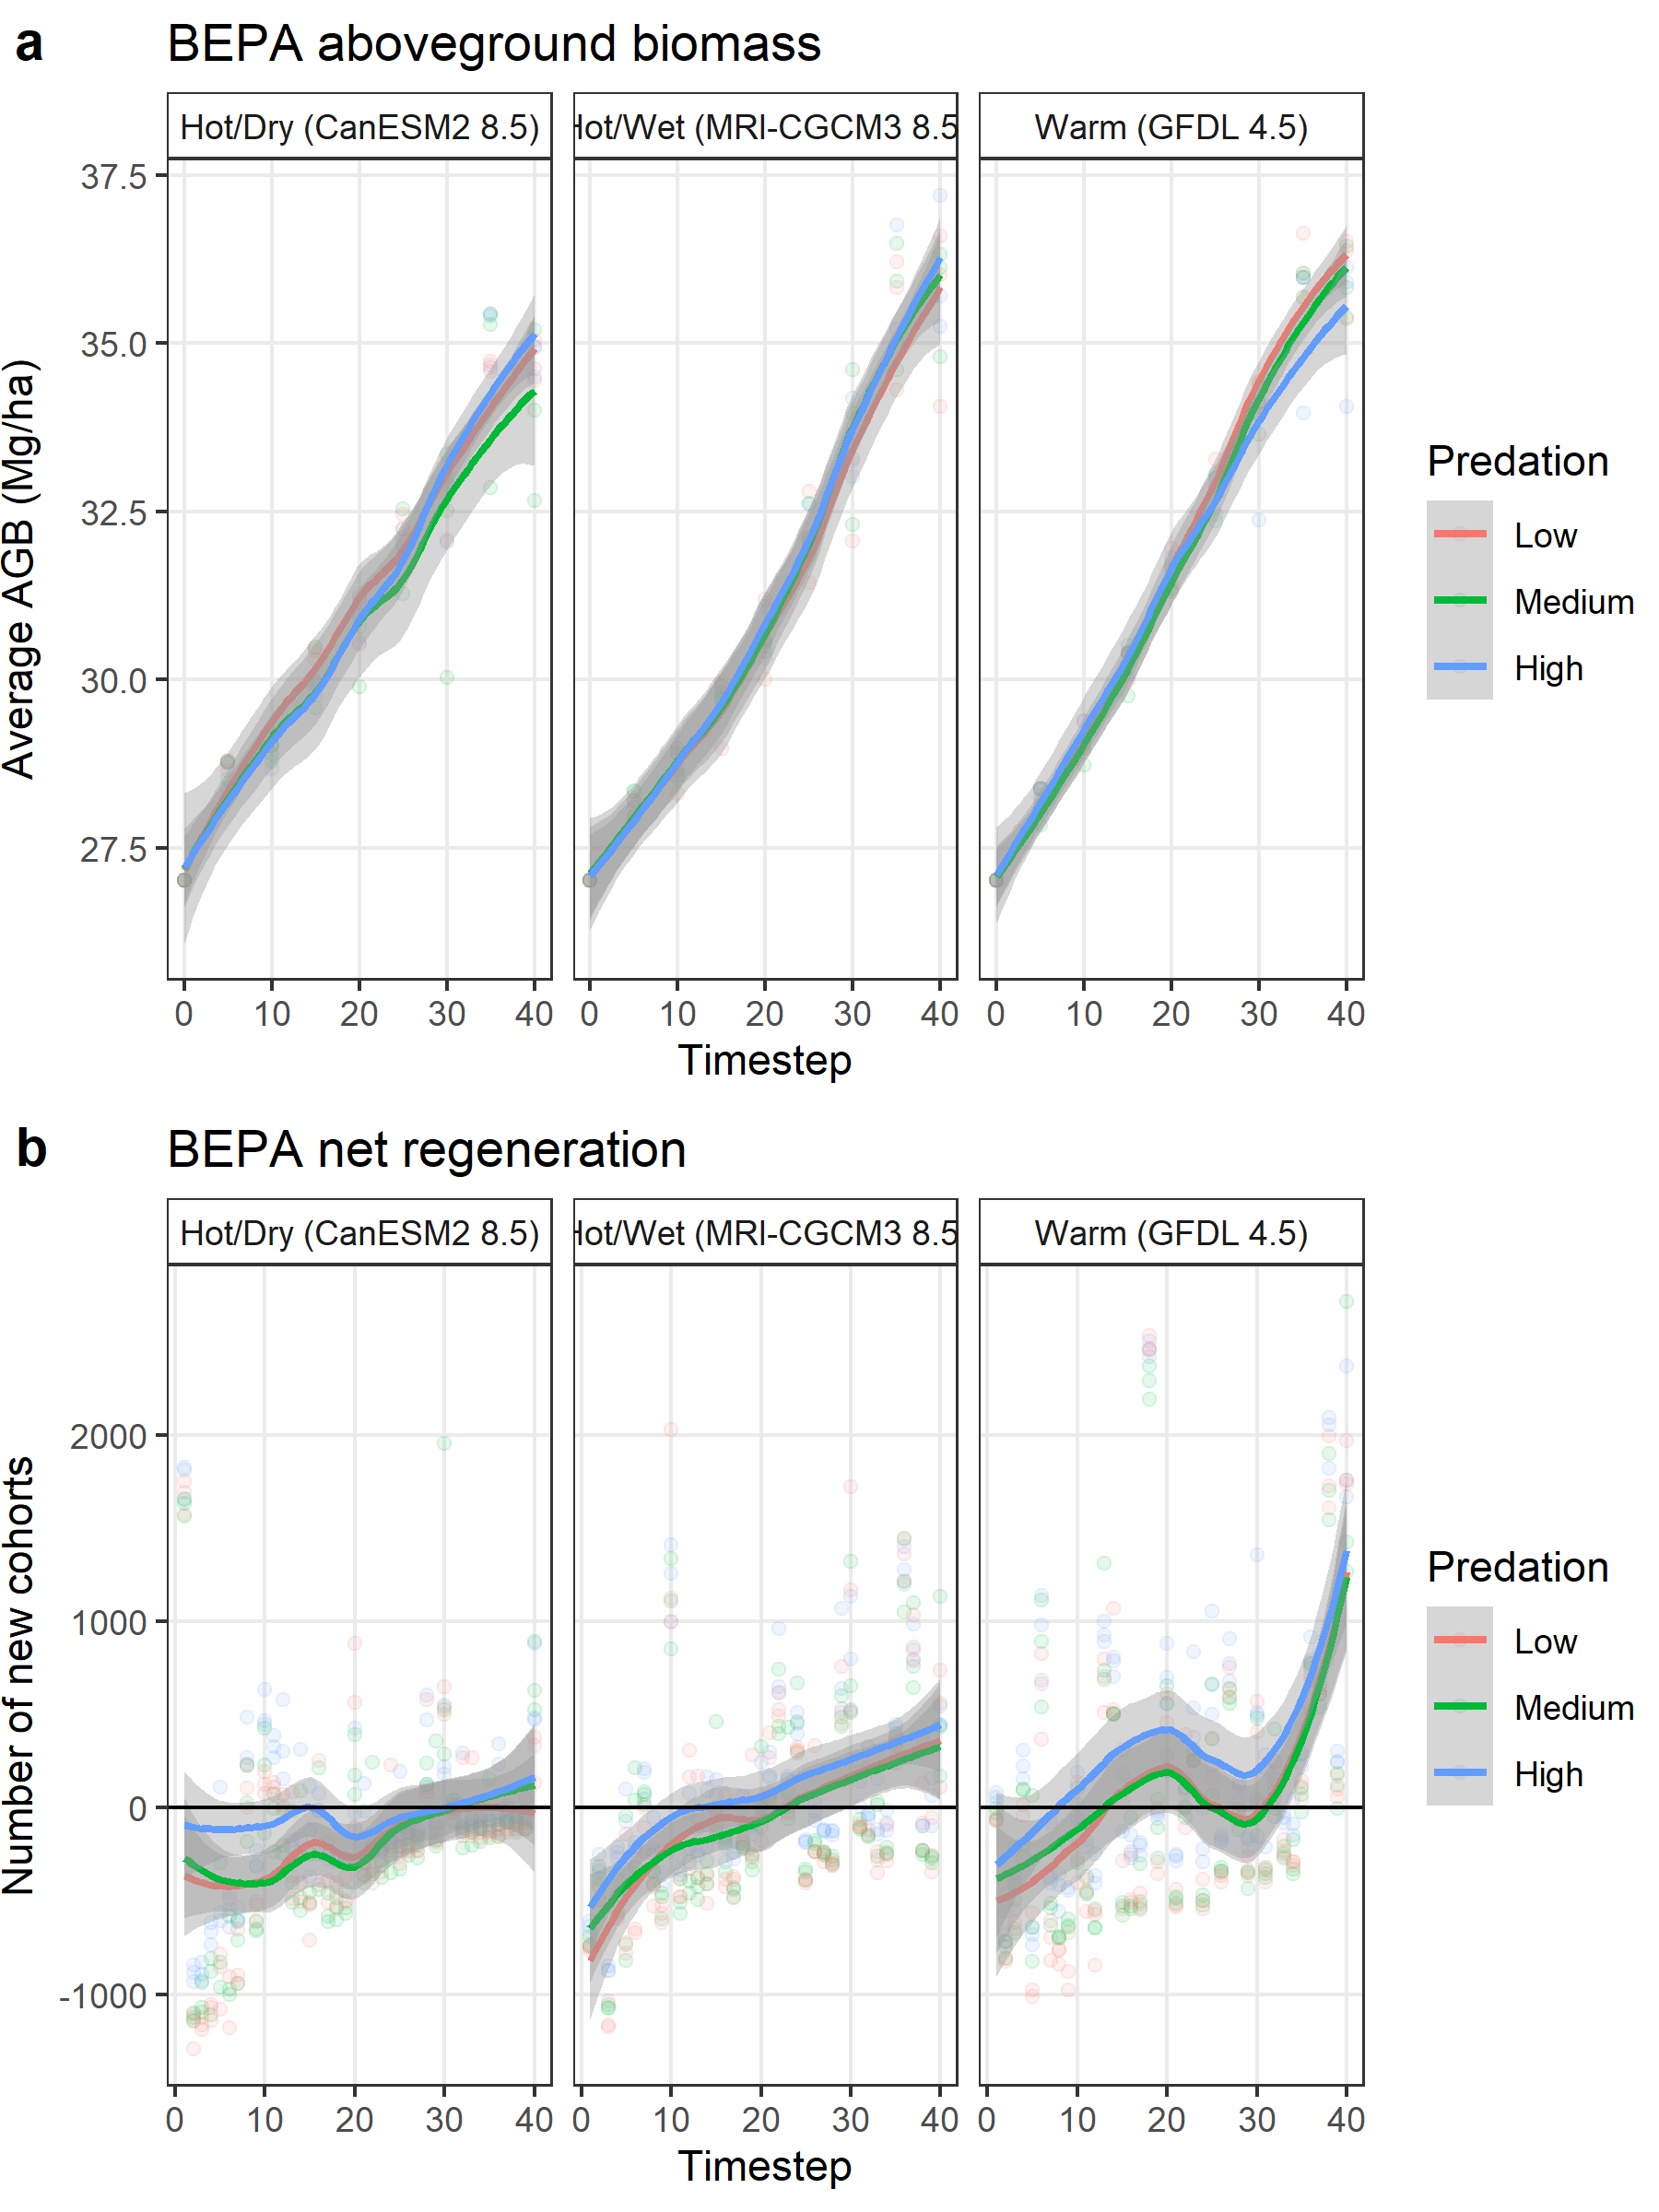 a BEPA aboveground biomass
Hot/Dry (CanESM2 8.5) Hot/Wet (MRI-CGCM3 8.5 Warm (GFDL 4.5)
37.5
35.0
32.5
30.0
27.5
Average AGB (Mg/ha)
0 10 20 30 40 0 10 20 30 40 0 10 20 30 40
Timestep
Predation
Low
Medium
High
b BEPA net regeneration
Hot/Dry (CanESM2 8.5) Hot/Wet (MRI-CGCM3 8.5 Warm (GFDL 4.5)
2000
1000
0
-1000
Number of new cohorts
0 10 20 30 40 0 10 20 30 40 0 10 20 30 40
Timestep
Predation
Low
Medium
High